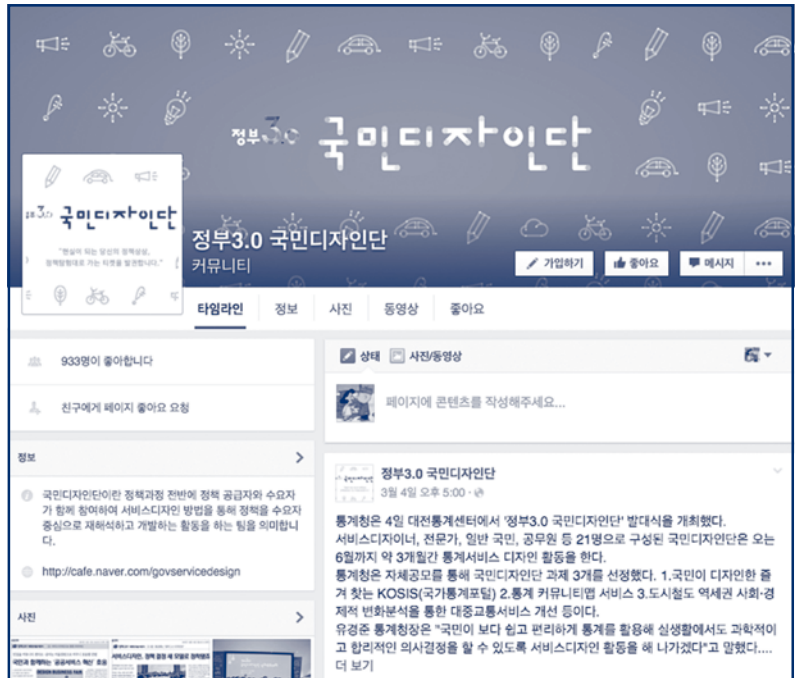 정부3.0 국민디자인단
정부3.0 국민디자인단
"현실이 되는 당신의 정책상상,
정부3.0 국민디자인단
커뮤니티
가입하기
좋아요
메시지
타임라인 정보 사진 동영상 좋아요
933명이 좋아합니다
친구에게 페이지 좋아요 요청
정보
국민디자인단이란 정책과정 전반에 정책 공급자와 수요자
가 함께 참여하여 서비스디자인 방법을 통해 정책을 수요자
중심으로 재해석하고 개발하는 활동을 하는 팀을 의미합니
다.
http://cafe.naver.com/govservicedesign
사진
상태 사진/동영상
페이지에 콘텐츠를 작성해주세요...
정부3.0 국민디자인단
3월 4일 오후 5:00 ·
통계청은 4일 대전통계센터에서 '정부3.0 국민디자인단' 발대식을 개최했다.
서비스디자이너, 전문가, 일반 국민, 공무원 등 21명으로 구성된 국민디자인단은 오는
6월까지 약 3개월간 통계서비스 디자인 활동을 한다.
통계청은 자체공모를 통해 국민디자인단 과제 3개를 선정했다. 1.국민이 디자인한 즐
겨 찾는 KOSIS(국가통계포털) 2.통계 커뮤니티맵 서비스 3.도시철도 역세권 사회·경
제적 변화분석을 통한 대중교통서비스 개선 등이다.
유경준 통계청장은 "국민이 보다 쉽고 편리하게 통계를 활용해 실생활에서도 과학적이
고 합리적인 의사결정을 할 수 있도록 서비스디자인 활동을 해 나가겠다"고 말했다....
더 보기